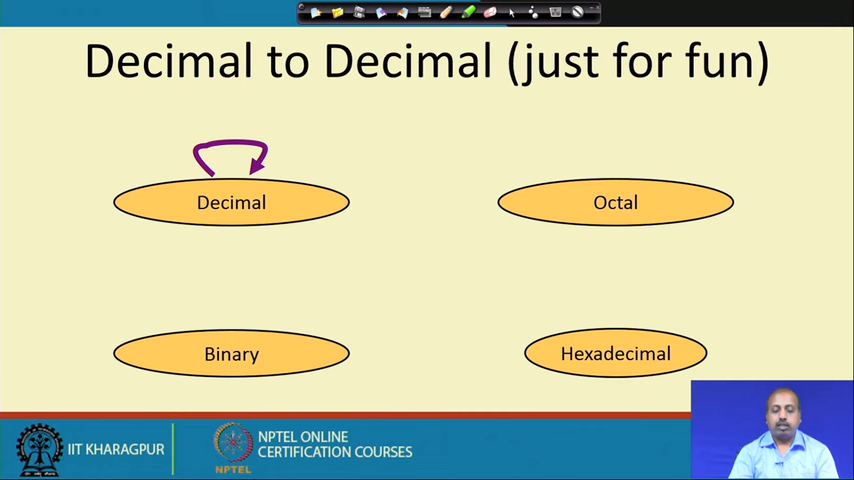 Decimal to Decimal (just for fun)
Decimal
Octal
Binary
Hexadecimal
IIT KHARAGPUR
NPTEL
NPTEL ONLINE
CERTIFICATION COURSES